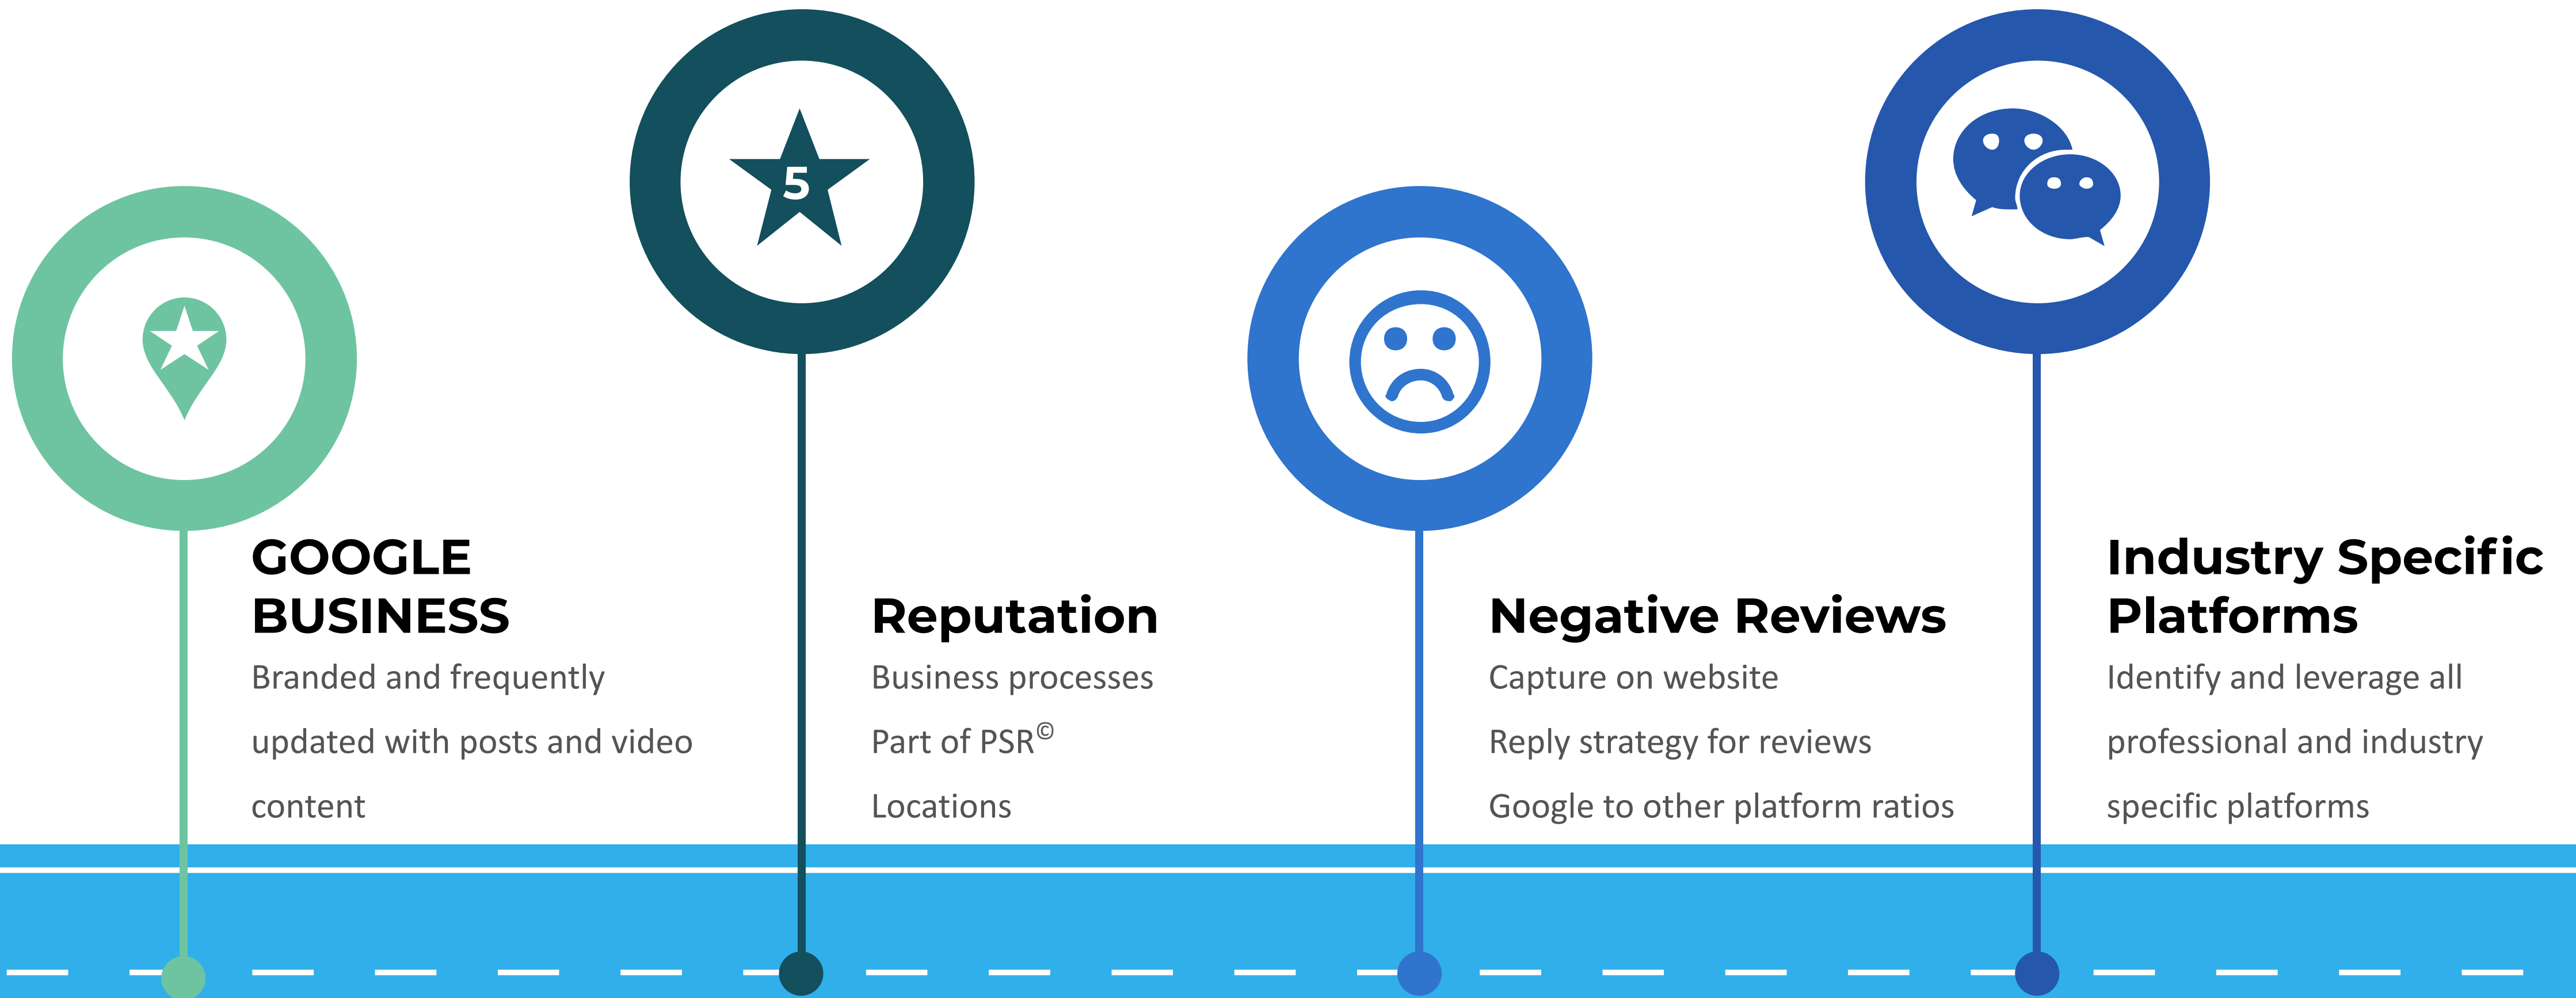 5
GOOGLE
BUSINESS
Branded and frequently
updated with posts and video
content
Reputation
Business processes
Part of PSR©
Locations
Negative Reviews
Capture on website
Reply strategy for reviews
Google to other platform ratios
Industry Specific
Platforms
Identify and leverage all
professional and industry
specific platforms